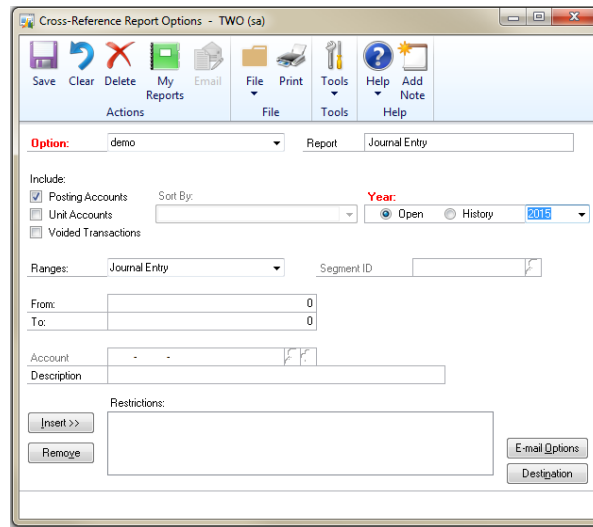 Cross-Reference Report Options - TWO (sa)
Save Clear Delete My Reports Email File Print Tools Help Add Note
Actions File Tools Help
Option: demo Report Journal Entry
Include:
Posting Accounts Sort By: Year:
Unit Accounts Open History 2015
Voided Transactions
Ranges: Journal Entry Segment ID
From: 0
To: 0
Account - -
Description
Restrictions:
Insert >>
Remove
E-mail Options
Destination